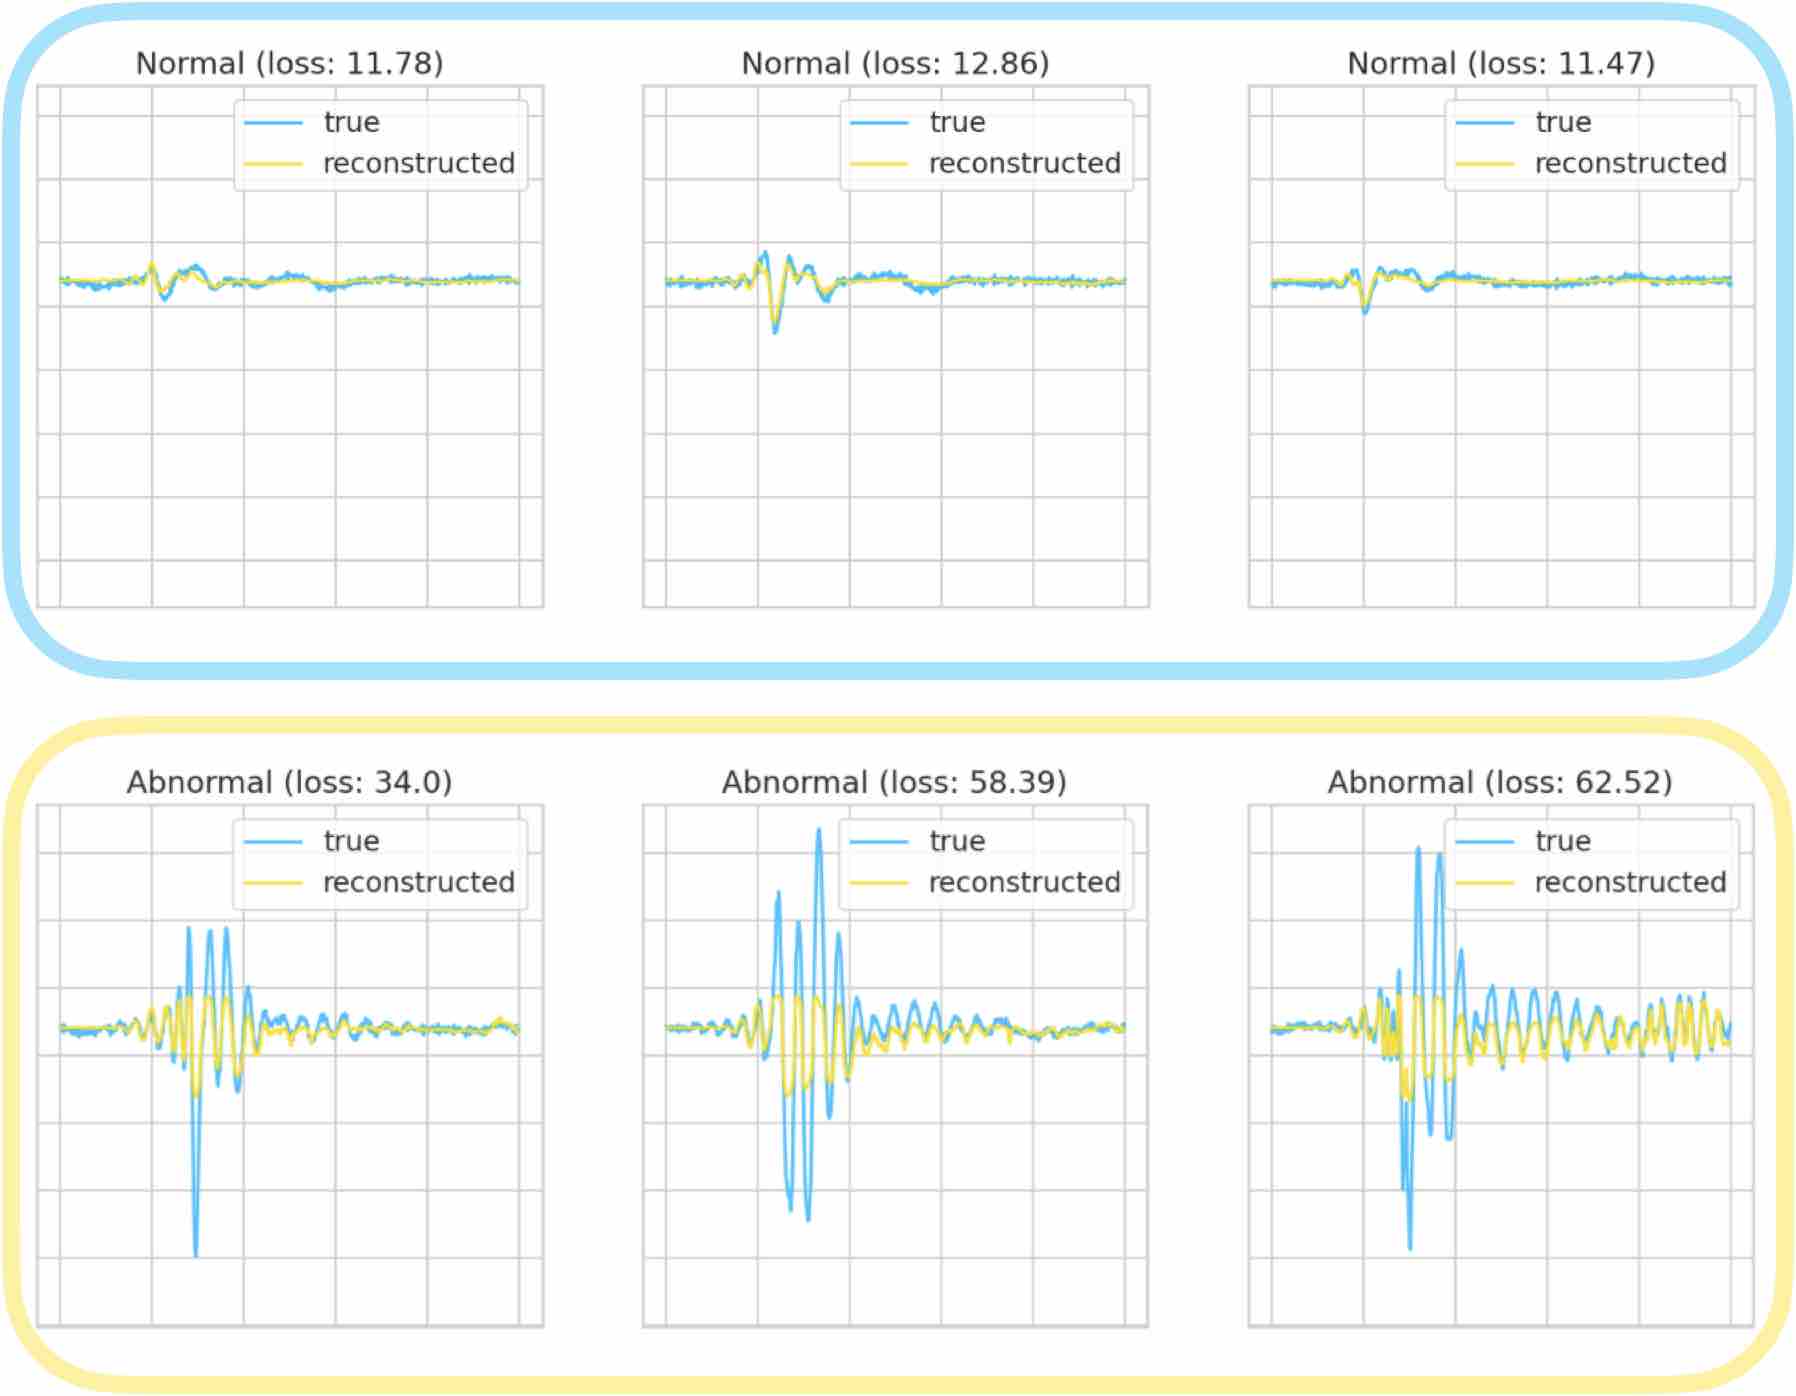 Normal (loss: 11.78)
true
reconstructed
Normal (loss: 12.86)
true
reconstructed
Normal (loss: 11.47)
true
reconstructed
Abnormal (loss: 34.0)
true
reconstructed
Abnormal (loss: 58.39)
true
reconstructed
Abnormal (loss: 62.52)
true
reconstructed